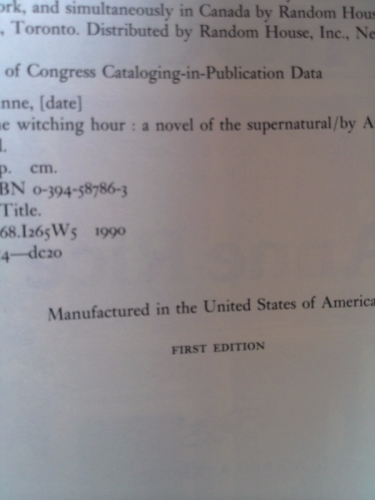 ork, and simultaneously in Canada by Random Hous
, Toronto. Distributed by Random House, Inc., Ne
of Congress Cataloging-in-Publication Data
nne, [date]
e witching hour : a novel of the supernatural/by A
l.
p. cm.
BN 0-394-58786-3
Title.
68.I265W5 1990
4—dc20
Manufactured in the United States of America
FIRST EDITION